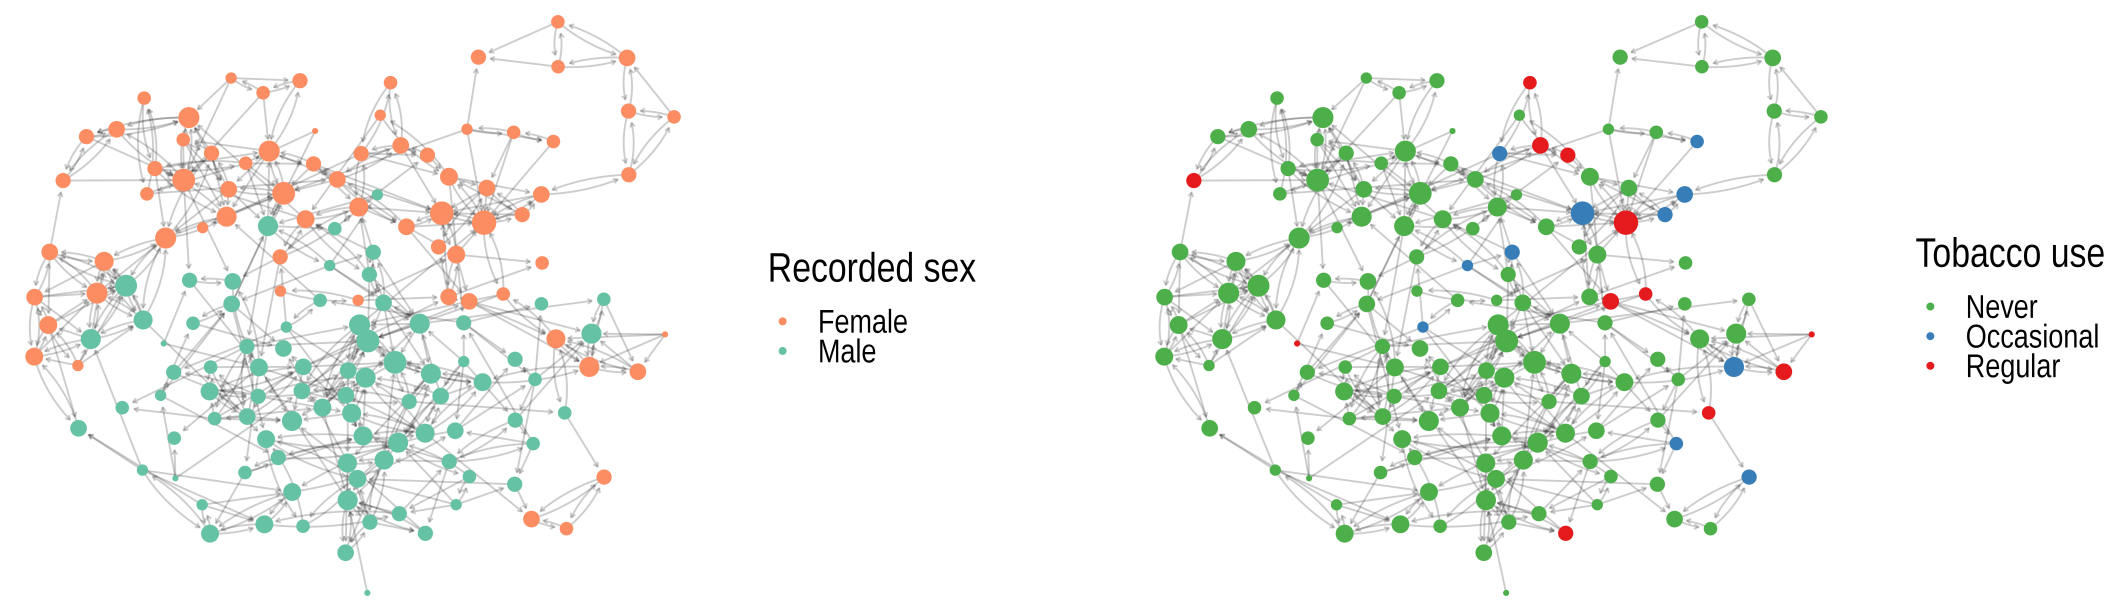 Recorded sex
Female
Male
Tobacco use
Never
Occasional
Regular